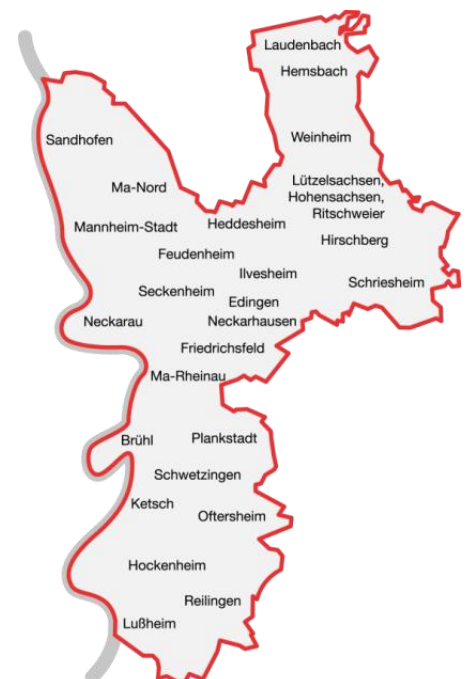 Laudenbach
Hemsbach
Weinheim
Sandhofen
Ma-Nord
Lützelsachsen,
Hohensachsen,
Ritschweier
Mannheim-Stadt
Heddesheim
Hirschberg
Feudenheim
Ilvesheim
Schriesheim
Seckenheim
Edingen
Neckarhausen
Neckarau
Friedrichsfeld
Ma-Rheinau
Brühl
Plankstadt
Schwetzingen
Ketsch
Oftersheim
Hockenheim
Reilingen
Lußheim